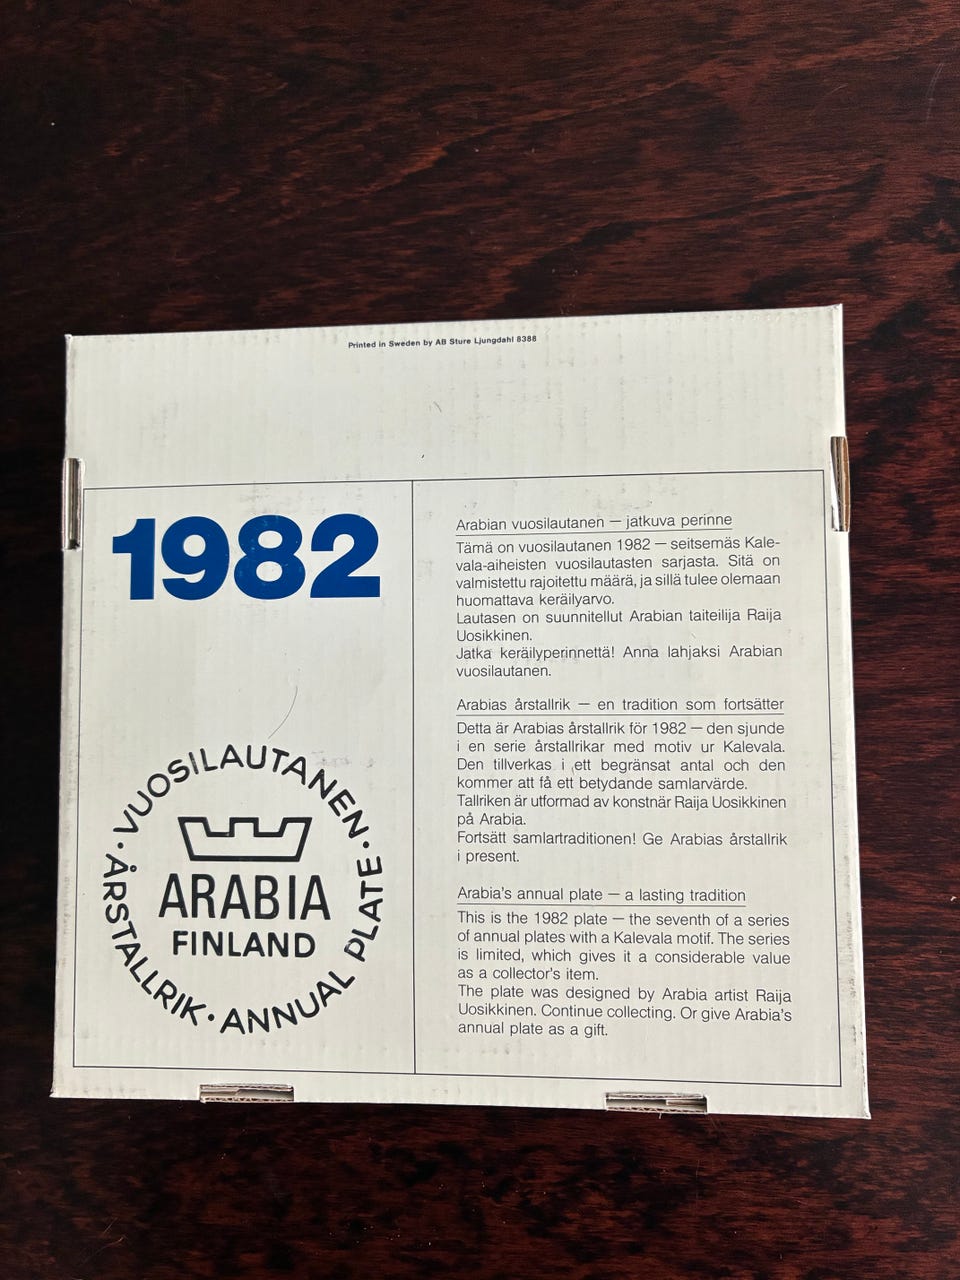 Printed in Sweden by AB Sture Ljungdahl 8388
1982
VUOSILAUTANEN · ANNUAL PLATE · ÅRSTALLRIK ·
ARABIA
FINLAND
Arabian vuosilautanen — jatkuva perinne
Tämä on vuosilautanen 1982 — seitsemäs Kale-
vala-aiheisten vuosilautasten sarjasta. Sitä on
valmistettu rajoitettu määrä, ja sillä tulee olemaan
huomattava keräilyarvo.
Lautasen on suunnitellut Arabian taiteilija Raija
Uosikkinen.
Jatka keräilyperinnettä! Anna lahjaksi Arabian
vuosilautanen.
Arabias årstallrik — en tradition som fortsätter
Detta är Arabias årstallrik för 1982 — den sjunde
i en serie årstallrikar med motiv ur Kalevala.
Den tillverkas i ett begränsat antal och den
kommer att få ett betydande samlarvärde.
Tallriken är utformad av konstnär Raija Uosikkinen
på Arabia.
Fortsätt samlartraditionen! Ge Arabias årstallrik
i present.
Arabia's annual plate — a lasting tradition
This is the 1982 plate — the seventh of a series
of annual plates with a Kalevala motif. The series
is limited, which gives it a considerable value
as a collector's item.
The plate was designed by Arabia artist Raija
Uosikkinen. Continue collecting. Or give Arabia's
annual plate as a gift.